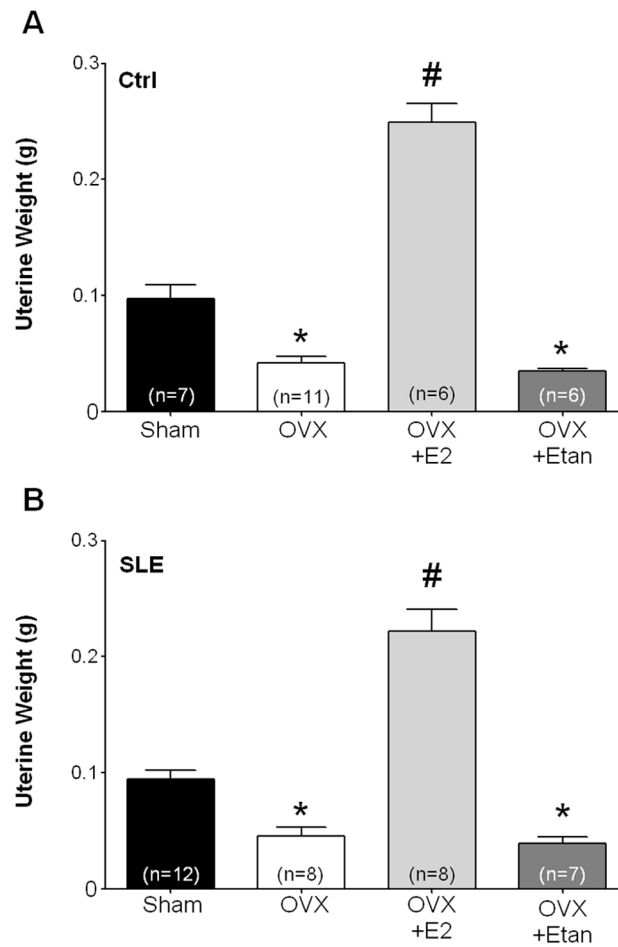 A
Ctrl
Uterine Weight (g)
0.3
0.2
0.1
0
#
*
*
(n=7)
(n=11)
(n=6)
(n=6)
Sham
OVX
OVX
+E2
OVX
+Etan
B
SLE
Uterine Weight (g)
0.3
0.2
0.1
0
#
*
*
(n=12)
(n=8)
(n=8)
(n=7)
Sham
OVX
OVX
+E2
OVX
+Etan